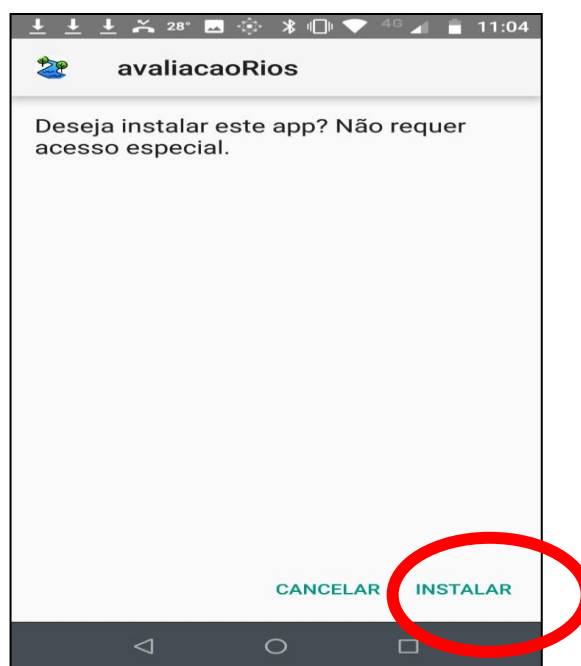 28° 4G 11:04
avaliacaoRios
Deseja instalar este app? Não requer
acesso especial.
CANCELAR INSTALAR